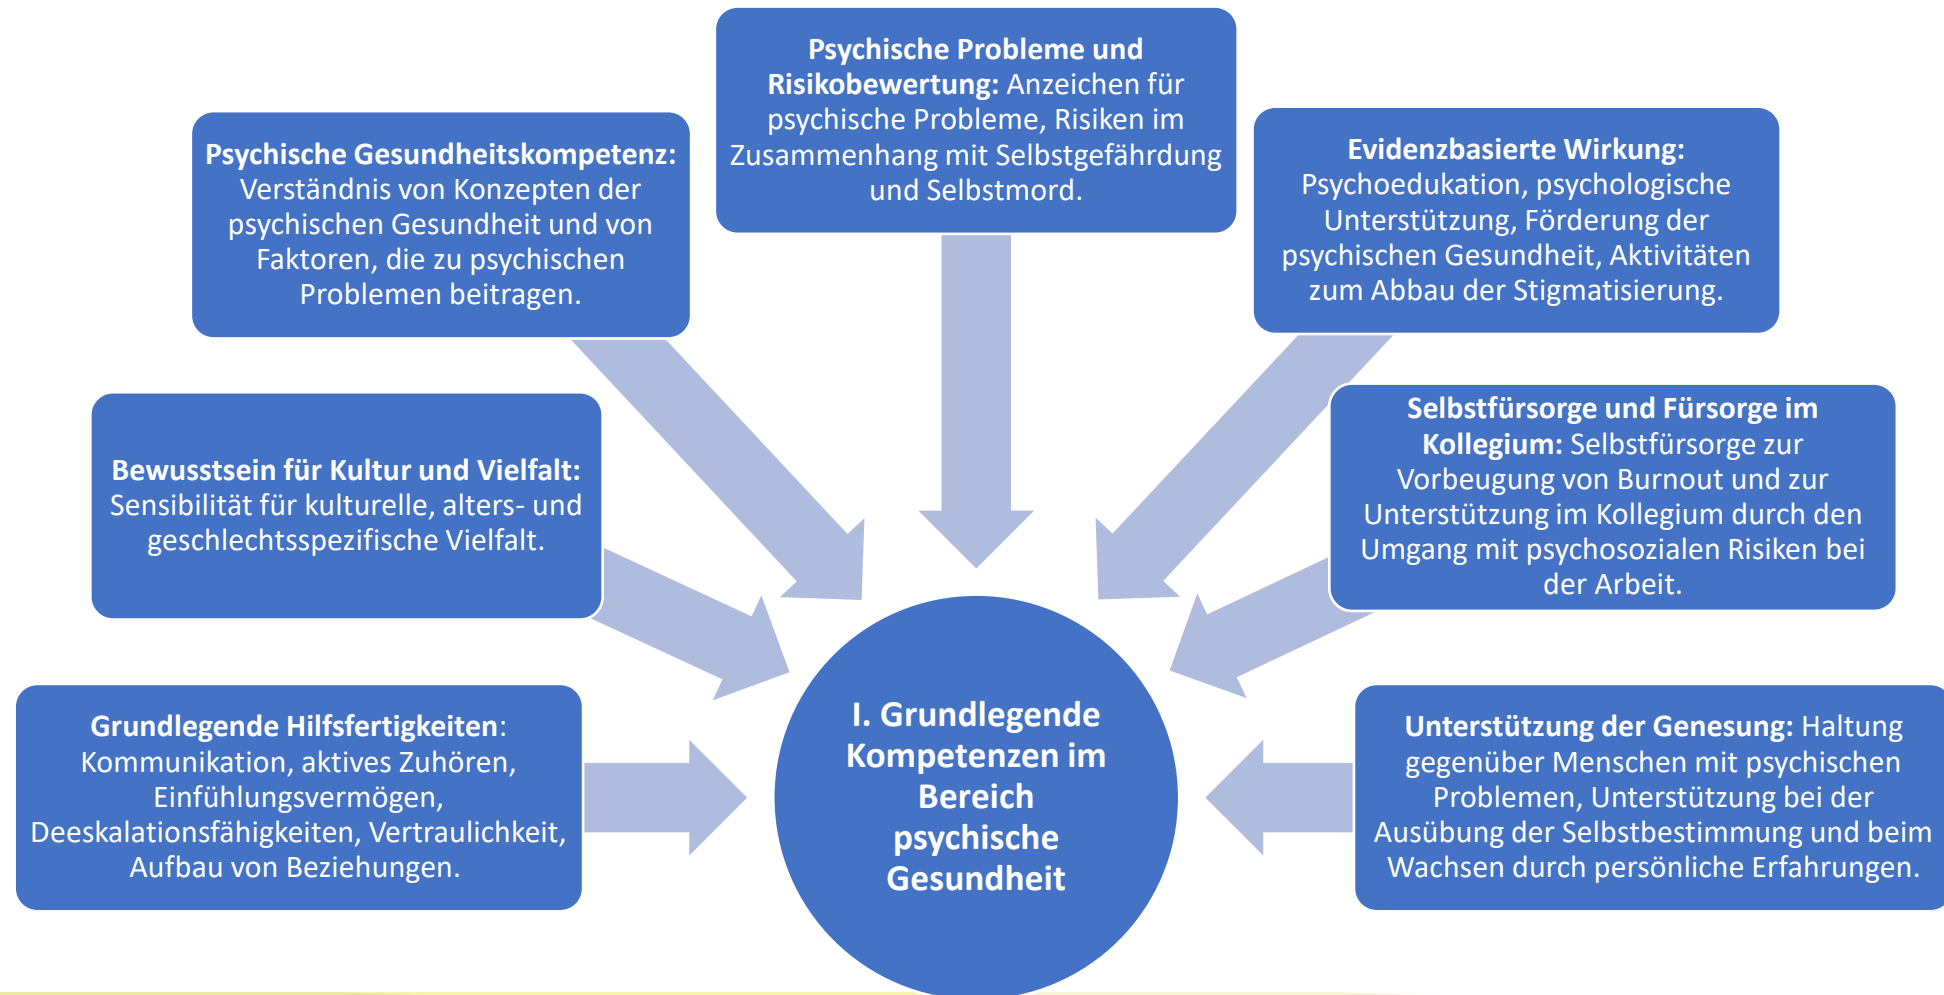 Psychische Probleme und
Risikobewertung: Anzeichen für
psychische Probleme, Risiken im
Zusammenhang mit Selbstgefährdung
und Selbstmord.
Psychische Gesundheitskompetenz:
Verständnis von Konzepten der
psychischen Gesundheit und von
Faktoren, die zu psychischen
Problemen beitragen.
Evidenzbasierte Wirkung:
Psychoedukation, psychologische
Unterstützung, Förderung der
psychischen Gesundheit, Aktivitäten
zum Abbau der Stigmatisierung.
Bewusstsein für Kultur und Vielfalt:
Sensibilität für kulturelle, alters- und
geschlechtsspezifische Vielfalt.
Selbstfürsorge und Fürsorge im
Kollegium: Selbstfürsorge zur
Vorbeugung von Burnout und zur
Unterstützung im Kollegium durch den
Umgang mit psychosozialen Risiken bei
der Arbeit.
Grundlegende Hilfsfertigkeiten:
Kommunikation, aktives Zuhören,
Einfühlungsvermögen,
Deeskalationsfähigkeiten, Vertraulichkeit,
Aufbau von Beziehungen.
I. Grundlegende
Kompetenzen im
Bereich
psychische
Gesundheit
Unterstützung der Genesung: Haltung
gegenüber Menschen mit psychischen
Problemen, Unterstützung bei der
Ausübung der Selbstbestimmung und beim
Wachsen durch persönliche Erfahrungen.